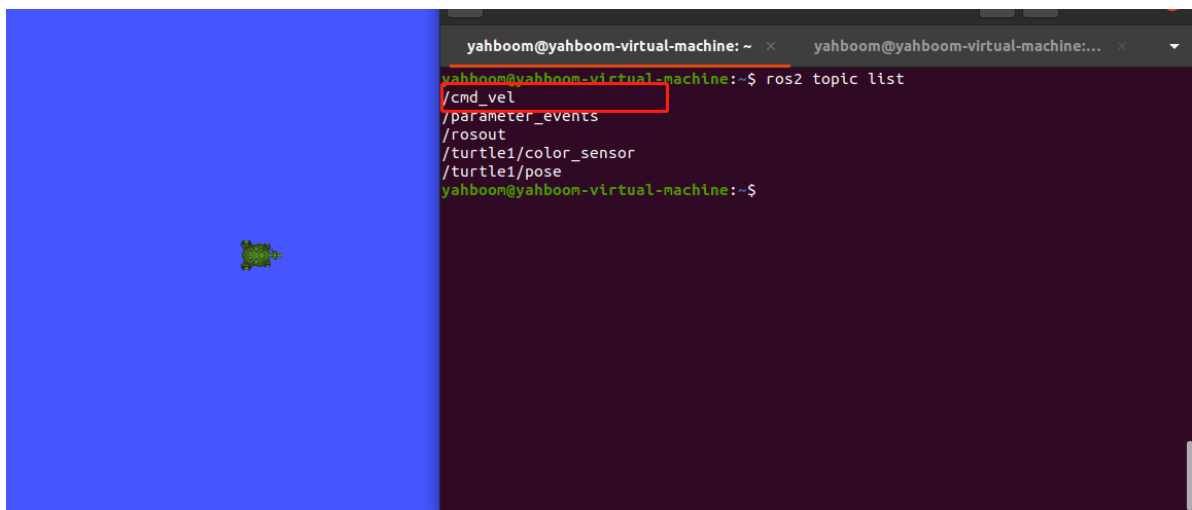 yahboom@yahboom-virtual-machine: ~ × yahboom@yahboom-virtual-machine:... ×
yahboom@yahboom-virtual-machine:~$ ros2 topic list
/cmd_vel
/parameter_events
/rosout
/turtle1/color_sensor
/turtle1/pose
yahboom@yahboom-virtual-machine:~$